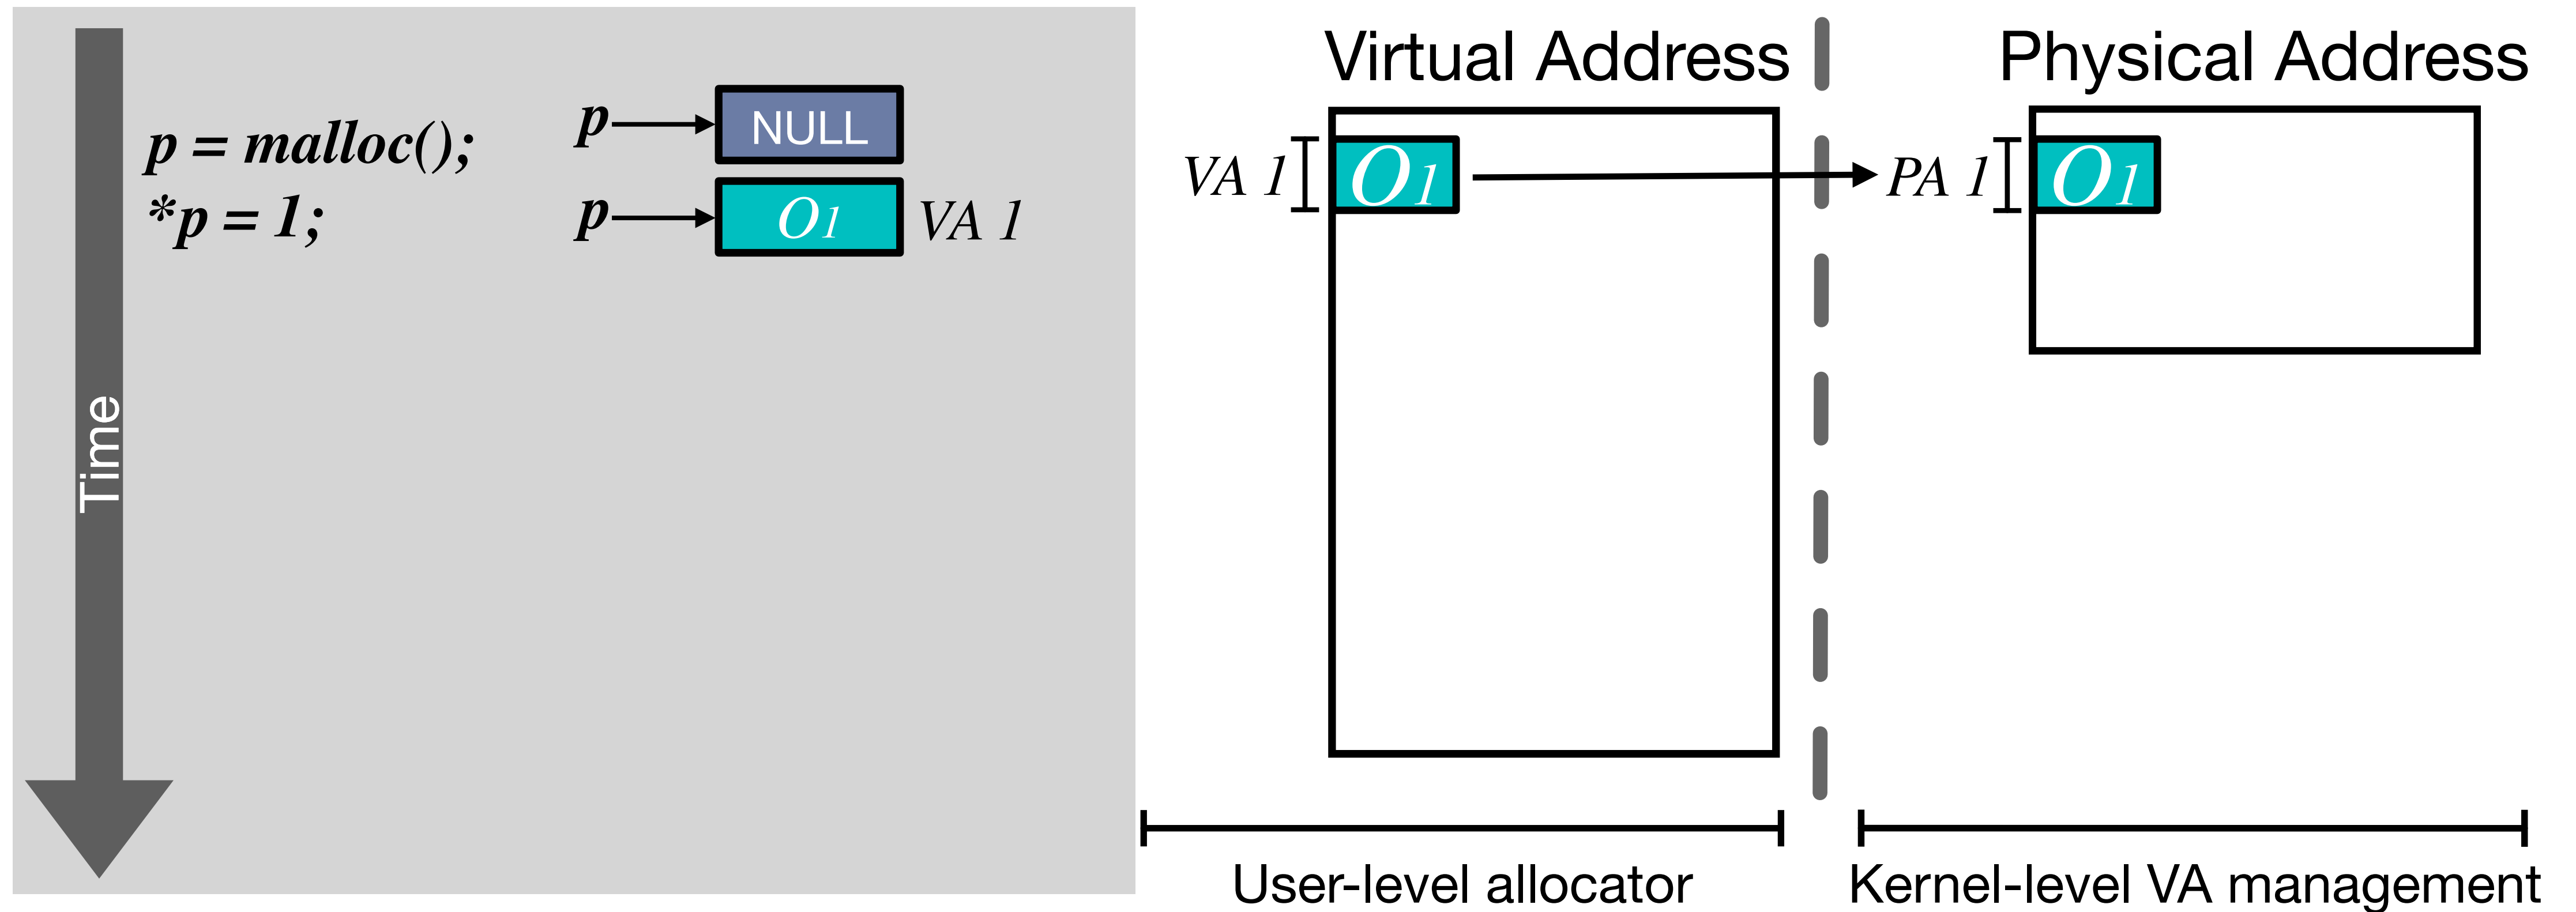 Time
p = malloc();
*p = 1;
p
NULL
p
O1
VA 1
Virtual Address
VA 1
O1
User-level allocator
Physical Address
PA 1
O1
Kernel-level VA management